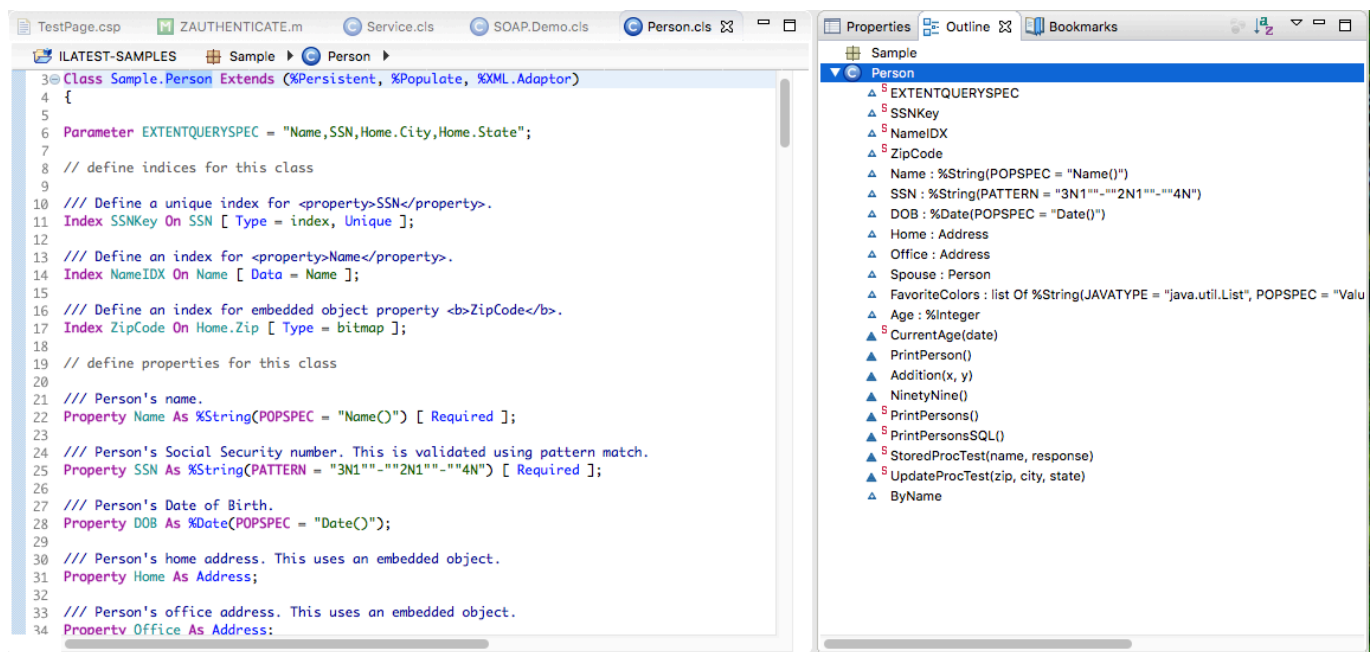 TestPage.csp ZAUTHENTICATE.m Service.cls SOAP.Demo.cls Person.cls
ILATEST-SAMPLES Sample Person
3 Class Sample.Person Extends (%Persistent, %Populate, %XML.Adaptor)
4 {
5
6 Parameter EXTENTQUERYSPEC = "Name,SSN,Home.City,Home.State";
7
8 // define indices for this class
9
10 /// Define a unique index for <property>SSN</property>.
11 Index SSNKey On SSN [ Type = index, Unique ];
12
13 /// Define an index for <property>Name</property>.
14 Index NameIDX On Name [ Data = Name ];
15
16 /// Define an index for embedded object property <b>ZipCode</b>.
17 Index ZipCode On Home.Zip [ Type = bitmap ];
18
19 // define properties for this class
20
21 /// Person's name.
22 Property Name As %String(POPSPEC = "Name()") [ Required ];
23
24 /// Person's Social Security number. This is validated using pattern match.
25 Property SSN As %String(PATTERN = "3N1""-""2N1""-""4N") [ Required ];
26
27 /// Person's Date of Birth.
28 Property DOB As %Date(POPSPEC = "Date()");
29
30 /// Person's home address. This uses an embedded object.
31 Property Home As Address;
32
33 /// Person's office address. This uses an embedded object.
34 Property Office As Address;
Properties Outline Bookmarks
Sample
C Person
S EXTENTQUERYSPEC
S SSNKey
S NameIDX
S ZipCode
Name : %String(POPSPEC = "Name()")
SSN : %String(PATTERN = "3N1""-""2N1""-""4N")
DOB : %Date(POPSPEC = "Date()")
Home : Address
Office : Address
Spouse : Person
FavoriteColors : list Of %String(JAVATYPE = "java.util.List", POPSPEC = "Valu
Age : %Integer
S CurrentAge(date)
PrintPerson()
Addition(x, y)
NinetyNine()
S PrintPersons()
S PrintPersonsSQL()
S StoredProcTest(name, response)
S UpdateProcTest(zip, city, state)
ByName